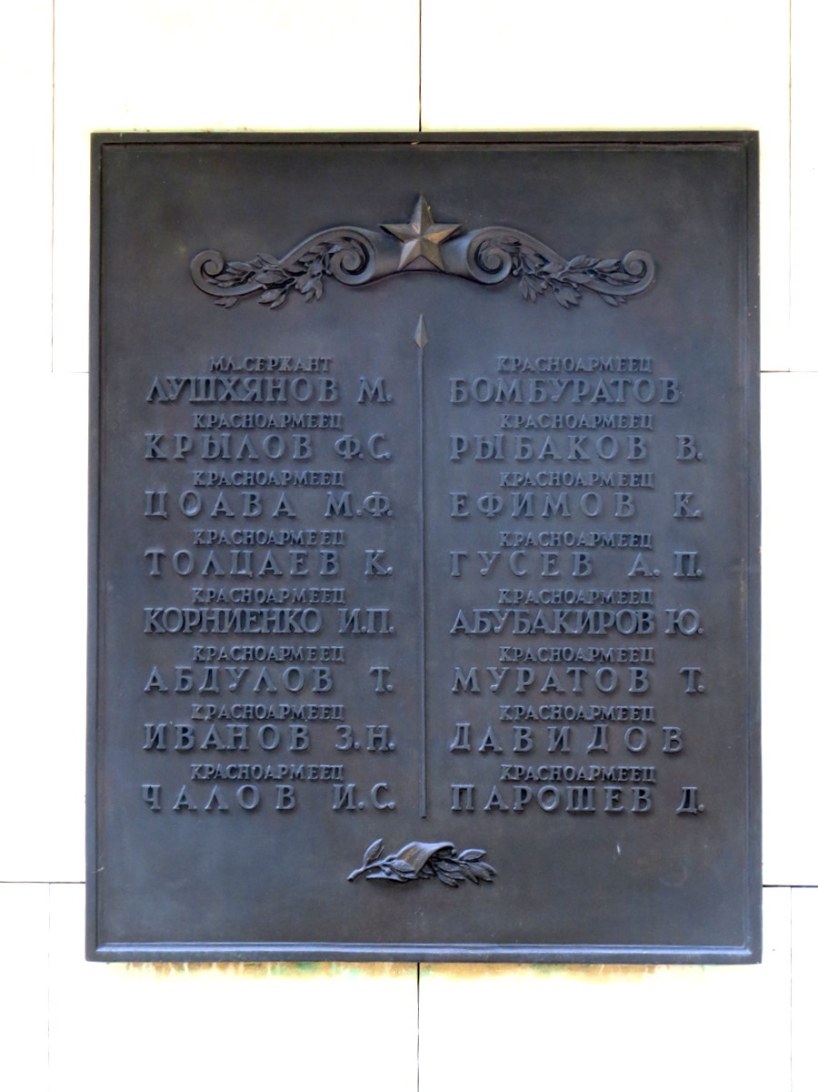 МЛ.СЕРЖАНТ
ЛУШХЯНОВ М.
КРАСНОАРМЕЕЦ
КРЫЛОВ Ф.С.
КРАСНОАРМЕЕЦ
ЦОАВА М.Ф.
КРАСНОАРМЕЕЦ
ТОЛЦАЕВ К.
КРАСНОАРМЕЕЦ
КОРНИЕНКО И.П.
КРАСНОАРМЕЕЦ
АБДУЛОВ Т.
КРАСНОАРМЕЕЦ
ИВАНОВ З.Н.
КРАСНОАРМЕЕЦ
ЧАЛОВ И.С.
КРАСНОАРМЕЕЦ
БОМБУРАТОВ
КРАСНОАРМЕЕЦ
РЫБАКОВ В.
КРАСНОАРМЕЕЦ
ЕФИМОВ К.
КРАСНОАРМЕЕЦ
ГУСЕВ А.П.
КРАСНОАРМЕЕЦ
АБУБАКИРОВ Ю.
КРАСНОАРМЕЕЦ
МУРАТОВ Т.
КРАСНОАРМЕЕЦ
ДАВИДОВ
КРАСНОАРМЕЕЦ
ПАРОШЕВ Д.